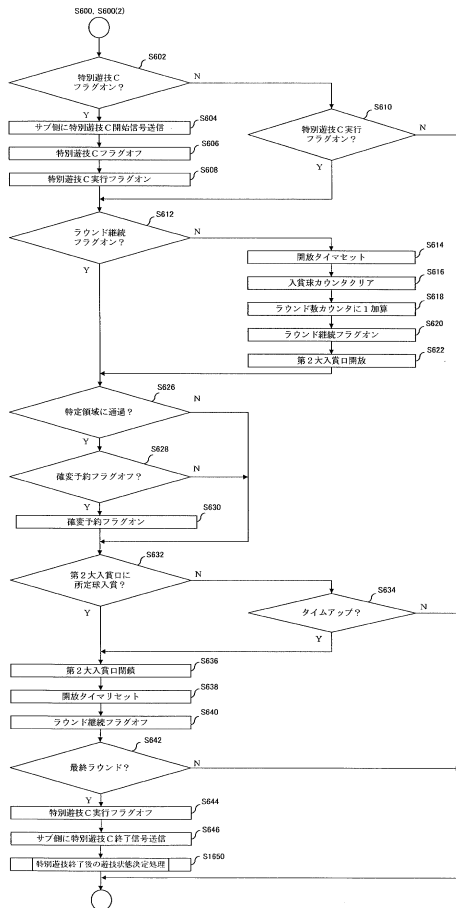 S600, S600(2)
S602
特別遊技C
フラグオン？
N
Y
S604
サブ側に特別遊技C開始信号送信
S606
特別遊技Cフラグオフ
S608
特別遊技C実行フラグオン
S610
特別遊技C実行
フラグオン？
N
Y
S612
ラウンド継続
フラグオン？
N
Y
S614
開放タイマセット
S616
入賞球カウンタクリア
S618
ラウンド数カウンタに1加算
S620
ラウンド継続フラグオン
S622
第2大入賞口開放
S626
特定領域に通過？
N
Y
S628
確変予約フラグオフ？
N
Y
S630
確変予約フラグオン
S632
第2大入賞口に
所定球入賞？
N
Y
S634
タイムアップ？
N
Y
S636
第2大入賞口閉鎖
S638
開放タイマリセット
S640
ラウンド継続フラグオフ
S642
最終ラウンド？
N
Y
S644
特別遊技C実行フラグオフ
S646
サブ側に特別遊技C終了信号送信
S1650
特別遊技終了後の遊技状態決定処理